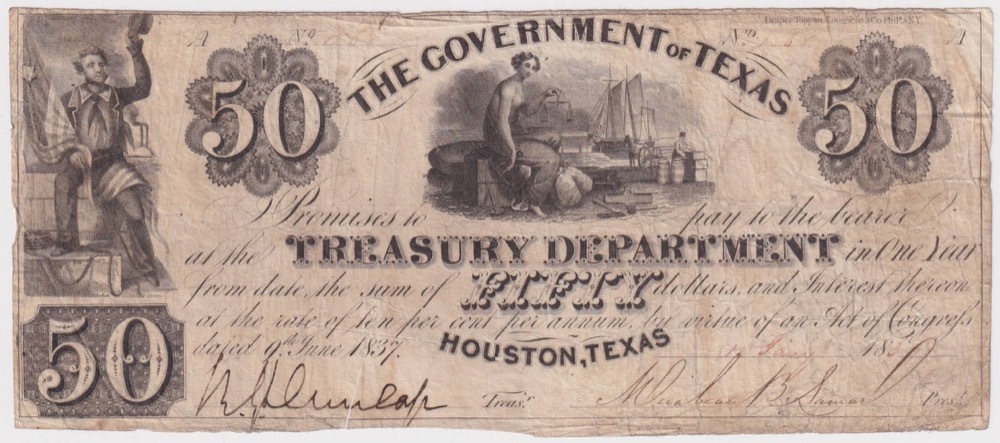 Draper, Toppan, Longacre & Co. Phila. & N.Y.
A No. No. A
THE GOVERNMENT OF TEXAS
50 50
Promises to pay to the bearer
at the TREASURY DEPARTMENT in One Year
from date, the sum of FIFTY dollars, and Interest thereon
at the rate of ten per cent per annum, by virtue of an Act of Congress
dated 9th June 1837.
HOUSTON, TEXAS 183
50
Treasr. Mirabeau B. Lamar Prest.